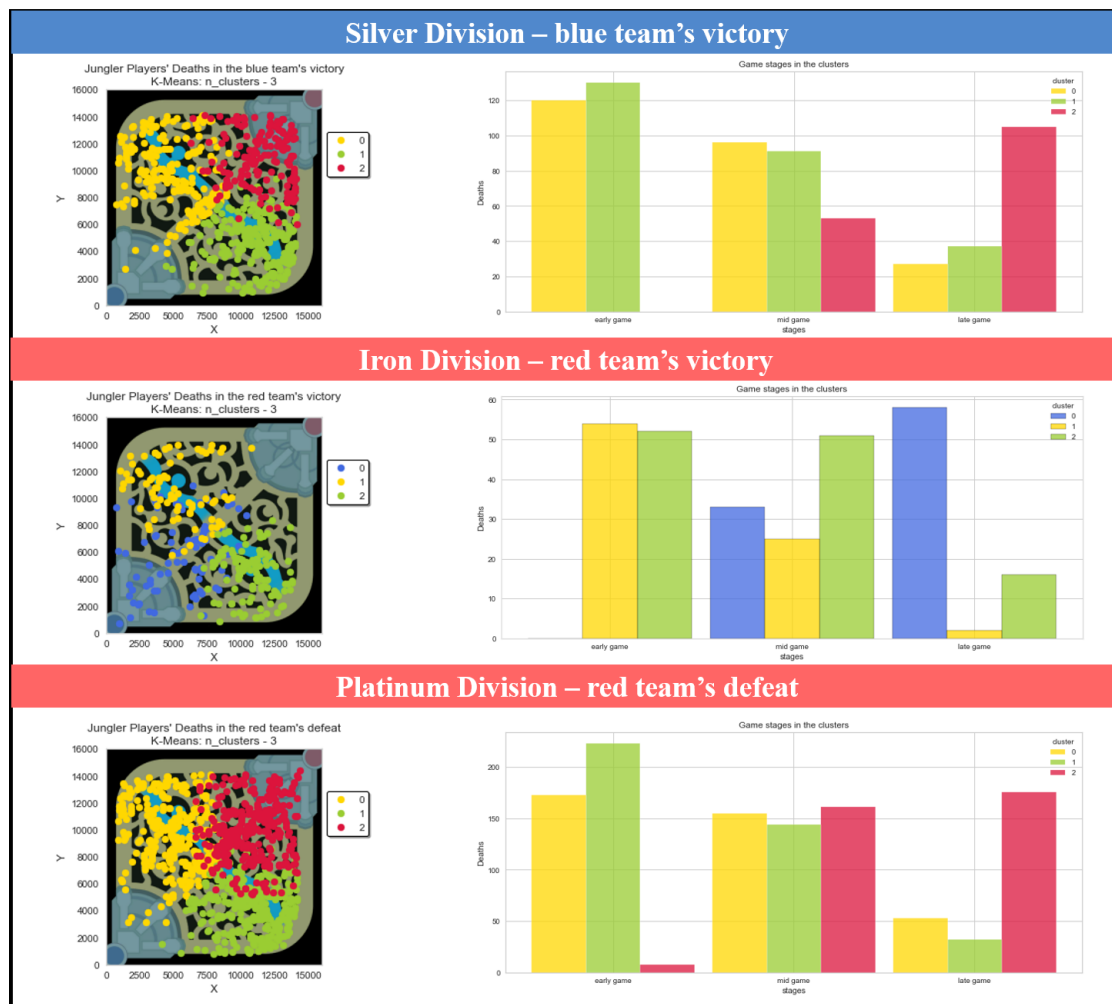 Silver Division – blue team's victory
Jungler Players' Deaths in the blue team's victory
K-Means: n_clusters - 3
16000
14000
12000
10000
8000
6000
4000
2000
0
Y
0 2500 5000 7500 10000 12500 15000
X
0
1
2
Game stages in the clusters
120
100
80
60
40
20
0
Deaths
early game mid game late game
stages
cluster
0
1
2
Iron Division – red team's victory
Jungler Players' Deaths in the red team's victory
K-Means: n_clusters - 3
16000
14000
12000
10000
8000
6000
4000
2000
0
Y
0 2500 5000 7500 10000 12500 15000
X
0
1
2
Game stages in the clusters
60
50
40
30
20
10
0
Deaths
early game mid game late game
stages
cluster
0
1
2
Platinum Division – red team's defeat
Jungler Players' Deaths in the red team's defeat
K-Means: n_clusters - 3
16000
14000
12000
10000
8000
6000
4000
2000
0
Y
0 2500 5000 7500 10000 12500 15000
X
0
1
2
Game stages in the clusters
200
150
100
50
0
Deaths
early game mid game late game
stages
cluster
0
1
2